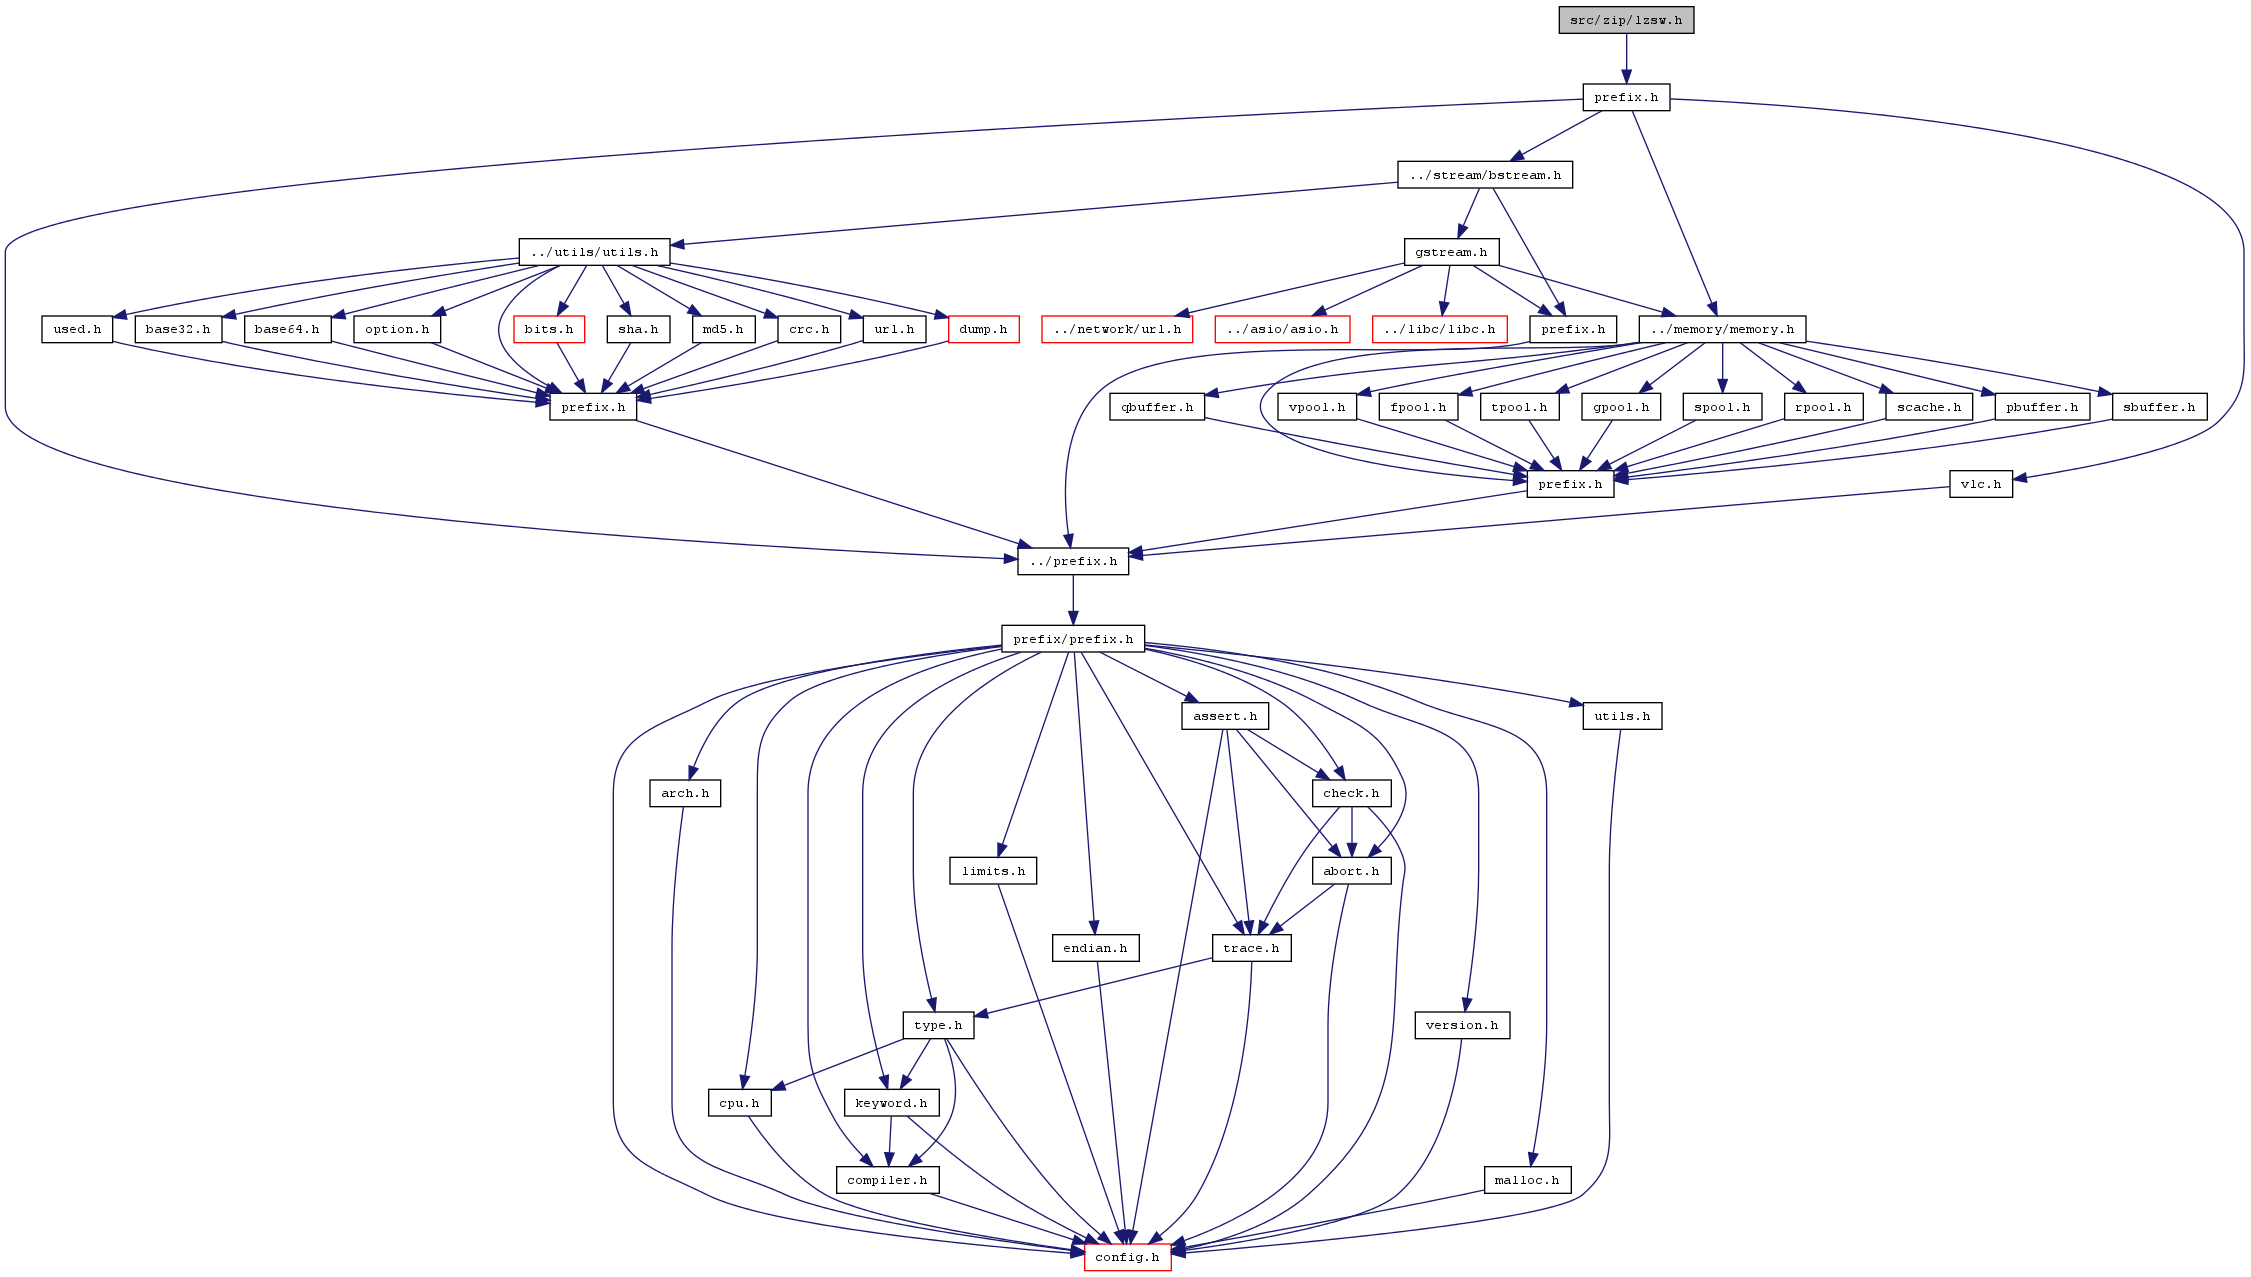 src/zip/lzsw.h
prefix.h
../stream/bstream.h
../utils/utils.h
gstream.h
used.h
base32.h
base64.h
option.h
bits.h
sha.h
md5.h
crc.h
url.h
dump.h
../network/url.h
../asio/asio.h
../libc/libc.h
prefix.h
../memory/memory.h
prefix.h
qbuffer.h
vpool.h
fpool.h
tpool.h
gpool.h
spool.h
rpool.h
scache.h
pbuffer.h
sbuffer.h
prefix.h
vlc.h
../prefix.h
prefix/prefix.h
assert.h
utils.h
arch.h
check.h
limits.h
abort.h
endian.h
trace.h
type.h
version.h
cpu.h
keyword.h
compiler.h
malloc.h
config.h